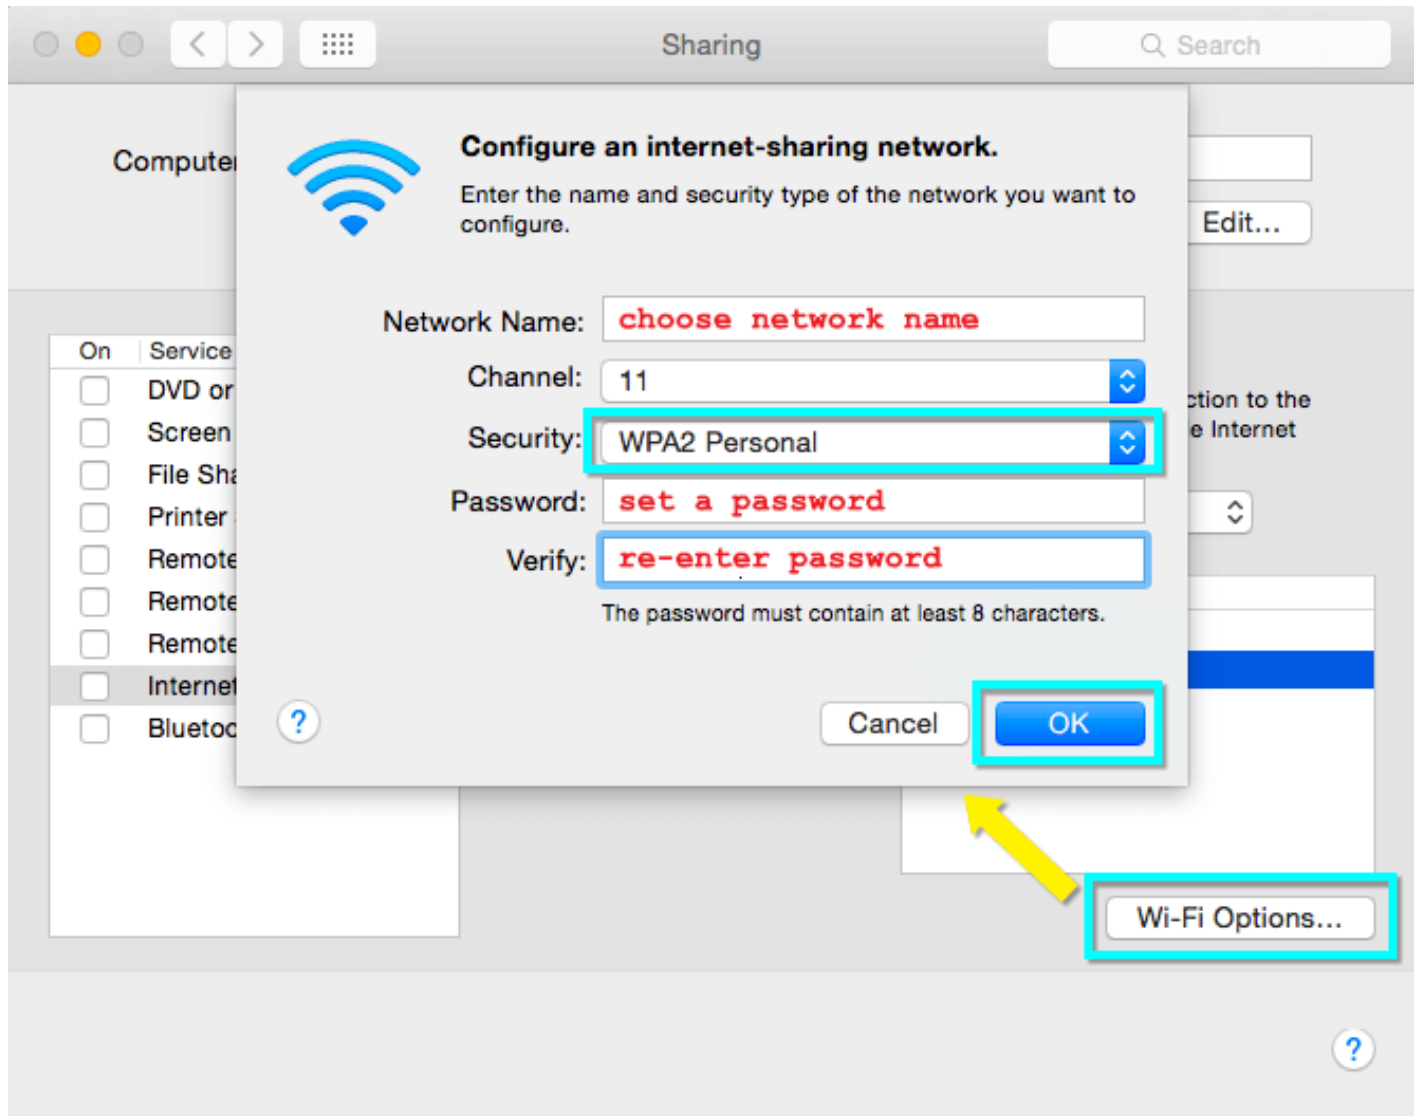 Sharing
Search
Computer
Configure an internet-sharing network.
Enter the name and security type of the network you want to
configure.
Edit...
Network Name: choose network name
Channel: 11
Security: WPA2 Personal
Password: set a password
Verify: re-enter password
The password must contain at least 8 characters.
? Cancel OK
On Service
DVD or
Screen
File Sha
Printer
Remote
Remote
Remote
Internet
Bluetoo
ction to the
e Internet
Wi-Fi Options...
?